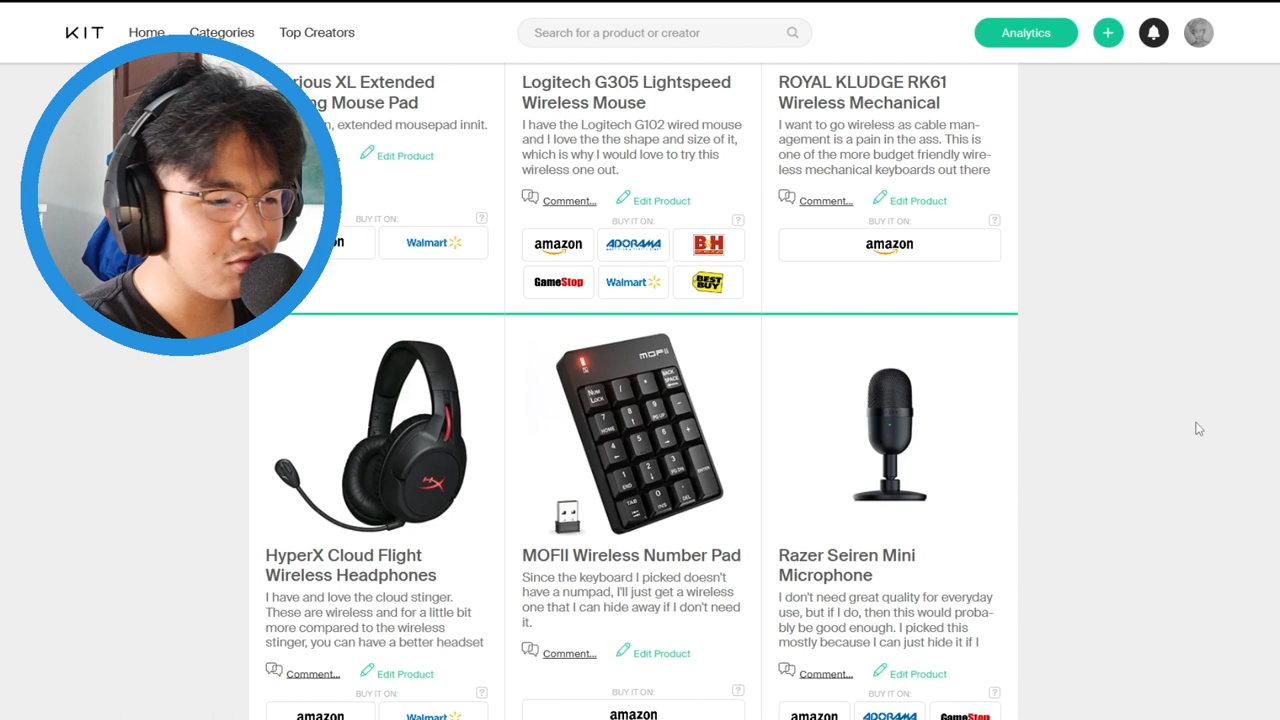 KIT Home Categories Top Creators Search for a product or creator Analytics +
XL Extended
Mouse Pad
extended mousepad innit.
Edit Product
BUY IT ON: ?
Walmart
Logitech G305 Lightspeed
Wireless Mouse
I have the Logitech G102 wired mouse
and I love the the shape and size of it,
which is why I would love to try this
wireless one out.
Comment... Edit Product
BUY IT ON: ?
amazon ADORAMA B&H
GameStop Walmart BEST BUY
ROYAL KLUDGE RK61
Wireless Mechanical
I want to go wireless as cable man-
agement is a pain in the ass. This is
one of the more budget friendly wire-
less mechanical keyboards out there
Comment... Edit Product
BUY IT ON: ?
amazon
HyperX Cloud Flight
Wireless Headphones
I have and love the cloud stinger.
These are wireless and for a little bit
more compared to the wireless
stinger, you can have a better headset
Comment... Edit Product
BUY IT ON: ?
amazon Walmart
MOFII
MOFII Wireless Number Pad
Since the keyboard I picked doesn't
have a numpad, I'll just get a wireless
one that I can hide away if I don't need
it.
Comment... Edit Product
BUY IT ON: ?
amazon
Razer Seiren Mini
Microphone
I don't need great quality for everyday
use, but if I do, then this would proba-
bly be good enough. I picked this
mostly because I can just hide it if I
Comment... Edit Product
BUY IT ON: ?
amazon ADORAMA GameStop